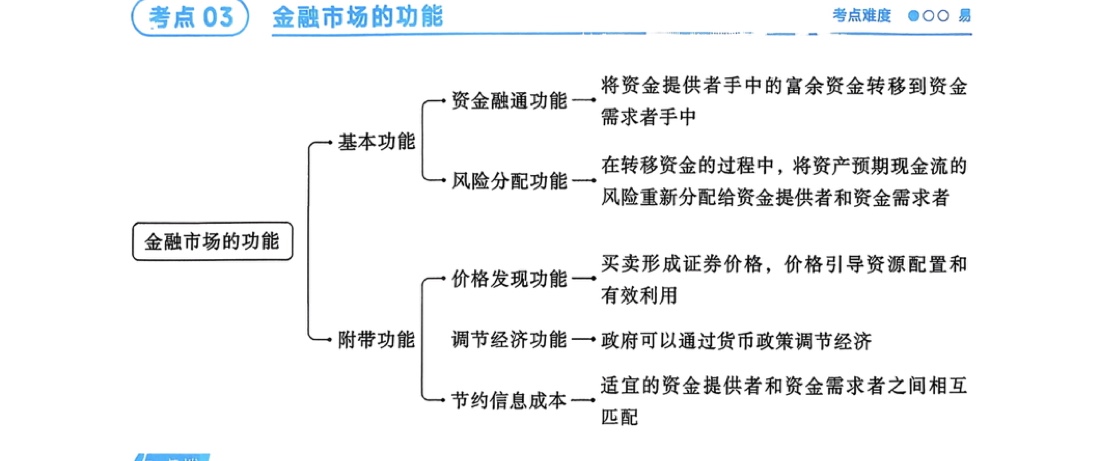 考点 03
金融市场的功能
考点难度 易
资金融通功能
将资金提供者手中的富余资金转移到资金
需求者手中
基本功能
风险分配功能
在转移资金的过程中，将资产预期现金流的
风险重新分配给资金提供者和资金需求者
金融市场的功能
价格发现功能
买卖形成证券价格，价格引导资源配置和
有效利用
附带功能
调节经济功能
政府可以通过货币政策调节经济
节约信息成本
适宜的资金提供者和资金需求者之间相互
匹配